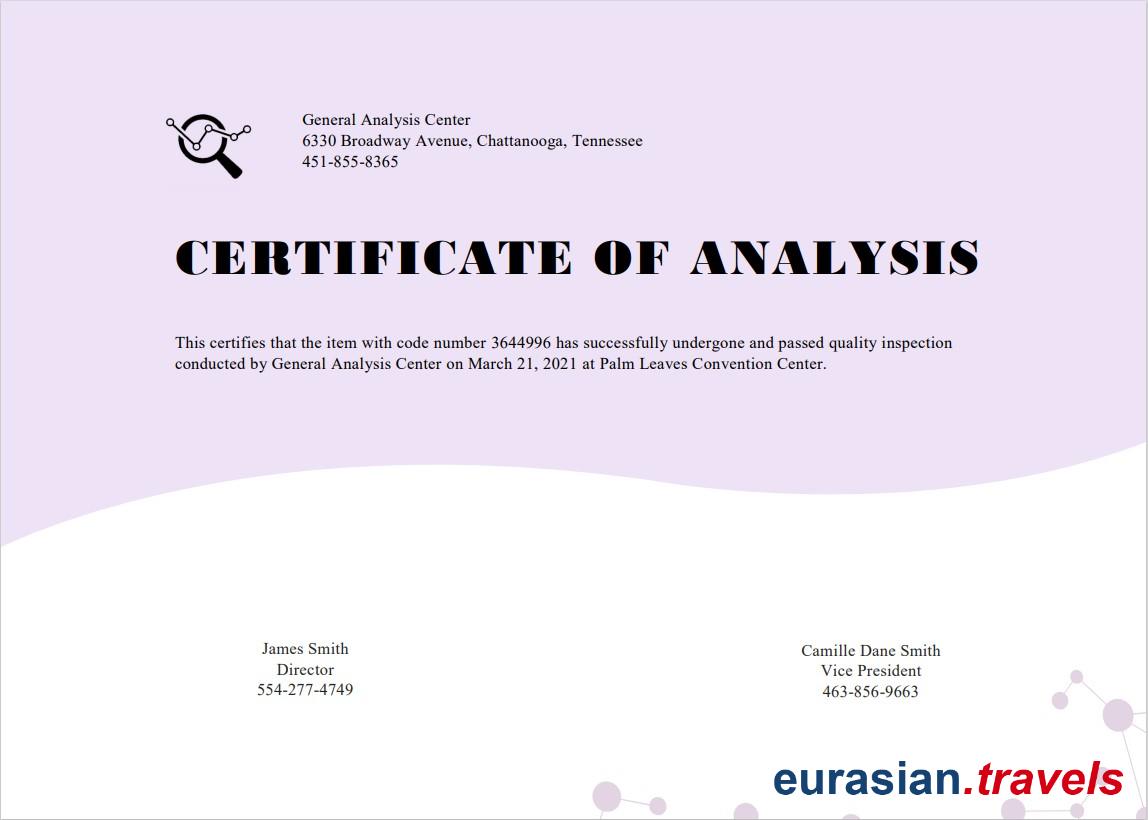 General Analysis Center
6330 Broadway Avenue, Chattanooga, Tennessee
451-855-8365
CERTIFICATE OF ANALYSIS
This certifies that the item with code number 3644996 has successfully undergone and passed quality inspection
conducted by General Analysis Center on March 21, 2021 at Palm Leaves Convention Center.
James Smith
Director
554-277-4749
Camille Dane Smith
Vice President
463-856-9663
eurasian.travels